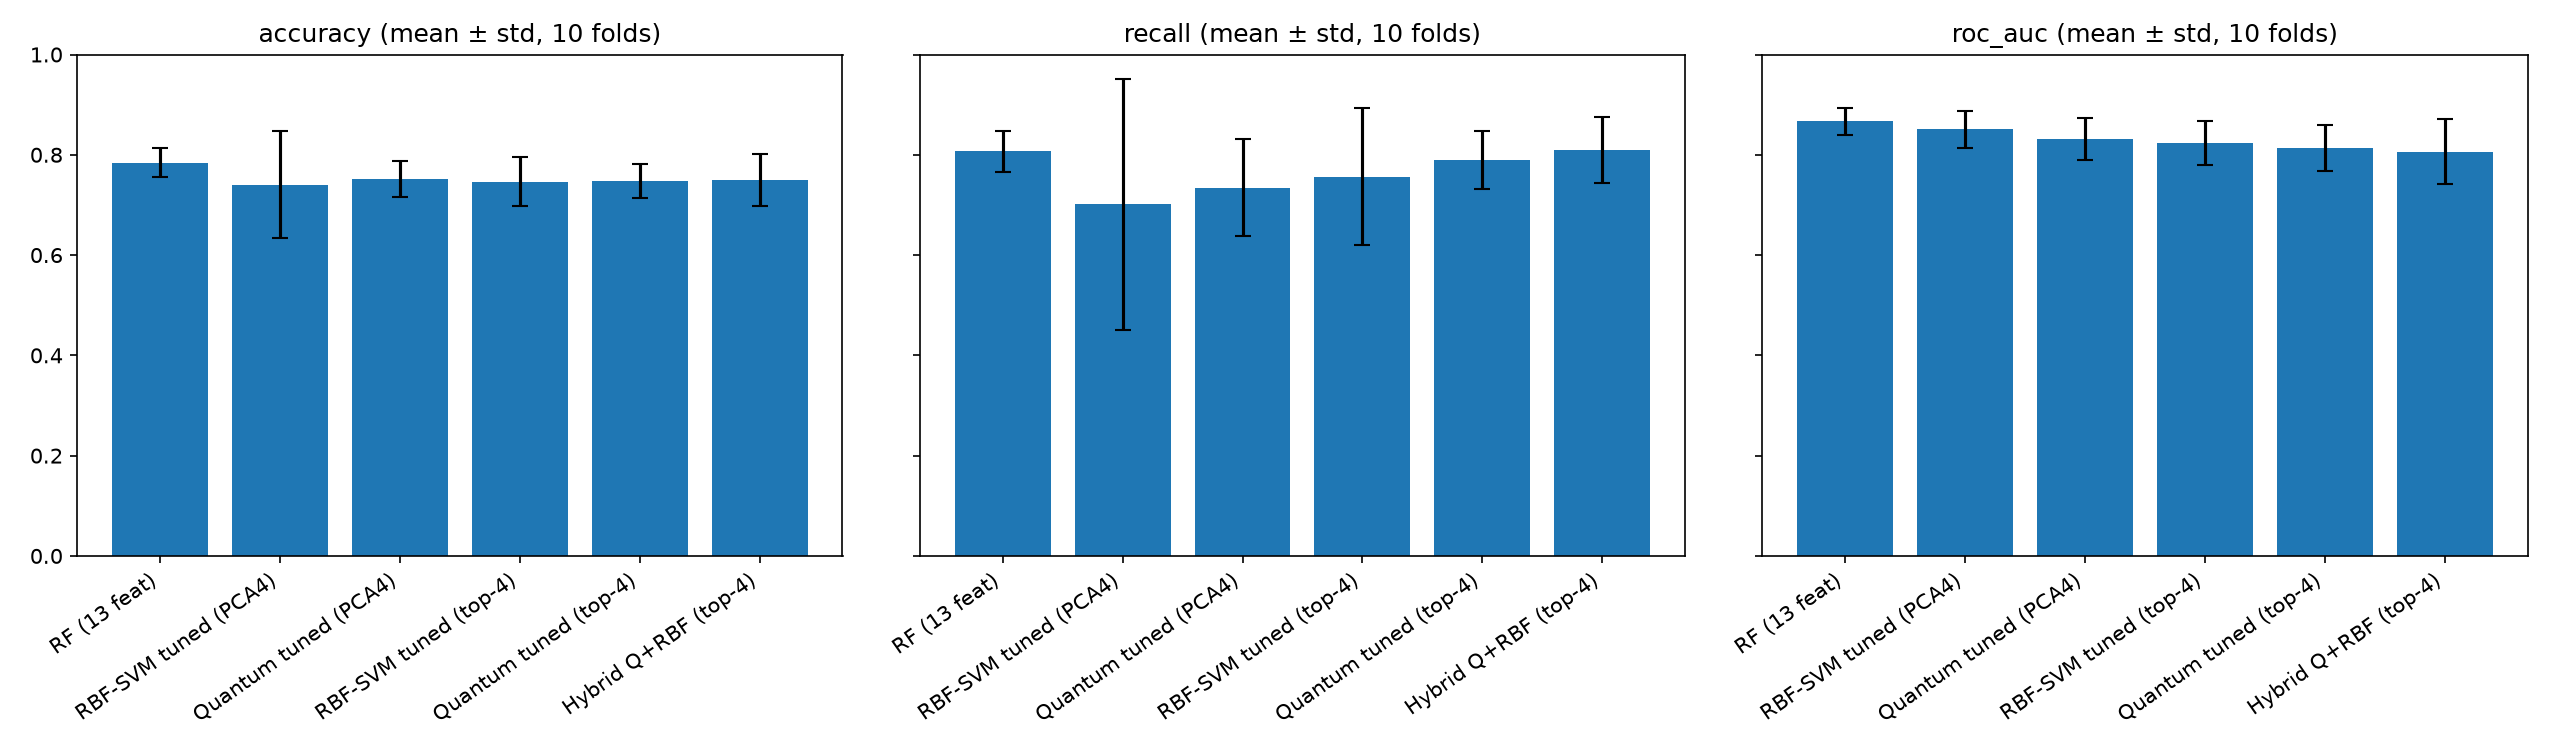 accuracy (mean ± std, 10 folds)
1.0
0.8
0.6
0.4
0.2
0.0
RF (13 feat)
RBF-SVM tuned (PCA4)
Quantum tuned (PCA4)
RBF-SVM tuned (top-4)
Quantum tuned (top-4)
Hybrid Q+RBF (top-4)
recall (mean ± std, 10 folds)
RF (13 feat)
RBF-SVM tuned (PCA4)
Quantum tuned (PCA4)
RBF-SVM tuned (top-4)
Quantum tuned (top-4)
Hybrid Q+RBF (top-4)
roc_auc (mean ± std, 10 folds)
RF (13 feat)
RBF-SVM tuned (PCA4)
Quantum tuned (PCA4)
RBF-SVM tuned (top-4)
Quantum tuned (top-4)
Hybrid Q+RBF (top-4)